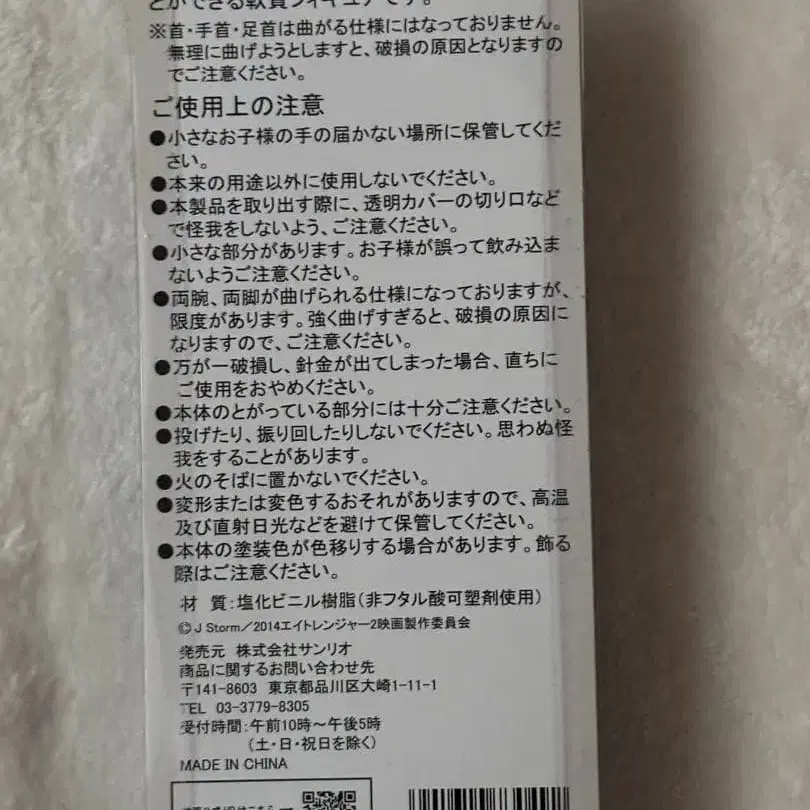 とができる軟質フィギュアです。
※首・手首・足首は曲がる仕様にはなっておりません。
無理に曲げようとしますと、破損の原因となりますの
でご注意ください。
ご使用上の注意
●小さなお子様の手の届かない場所に保管してくだ
さい。
●本来の用途以外に使用しないでください。
●本製品を取り出す際に、透明カバーの切り口など
で怪我をしないよう、ご注意ください。
●小さな部分があります。お子様が誤って飲み込ま
ないようご注意ください。
●両腕、両脚が曲げられる仕様になっておりますが、
限度があります。強く曲げすぎると、破損の原因に
なりますので、ご注意ください。
●万が一破損し、針金が出てしまった場合、直ちに
ご使用をおやめください。
●本体のとがっている部分には十分ご注意ください。
●投げたり、振り回したりしないでください。思わぬ怪
我をすることがあります。
●火のそばに置かないでください。
●変形または変色するおそれがありますので、高温
及び直射日光などを避けて保管してください。
●本体の塗装色が色移りする場合があります。飾る
際はご注意ください。
材 質:塩化ビニル樹脂(非フタル酸可塑剤使用)
© J Storm/2014エイトレンジャー2映画製作委員会
発売元 株式会社サンリオ
商品に関するお問い合わせ先
〒141-8603 東京都品川区大崎1-11-1
TEL 03-3779-8305
受付時間:午前10時~午後5時
(土・日・祝日を除く)
MADE IN CHINA